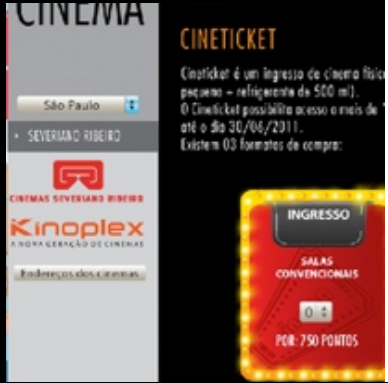 CINEMA
São Paulo
SEVERIANO RIBEIRO
CINEMAS SEVERIANO RIBEIRO
Kinoplex
A NOVA GERAÇÃO DE CINEMAS
Endereços dos cinemas
CINETICKET
Cineticket é um ingresso de cinema físico
pequena + refrigerante de 500 ml).
O Cineticket possibilita acesso a mais de
até o dia 30/06/2011.
Existem 03 formatos de compra:
INGRESSO
SALAS
CONVENCIONAIS
0
POR: 750 PONTOS